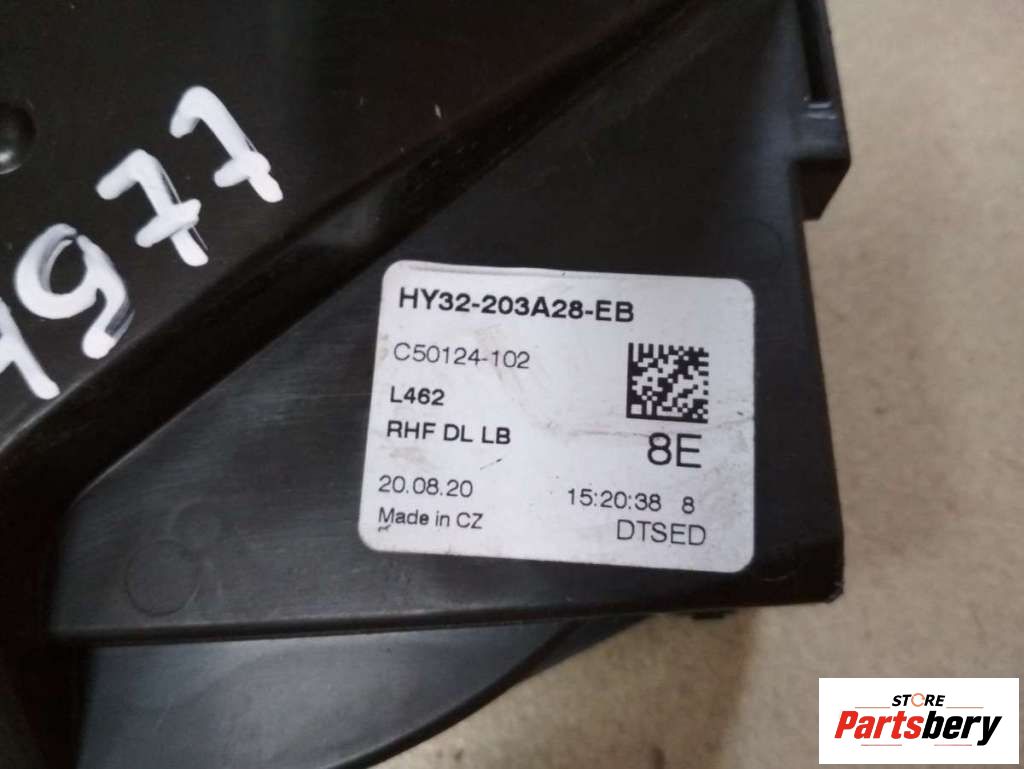 577
HY32-203A28-EB
C50124-102
L462
RHF DL LB
8E
20.08.20
15:20:38 8
Made in CZ
DTSED
STORE
Partsbery